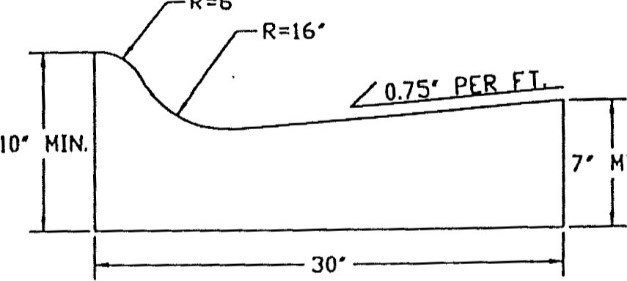 R=6
R=16"
0.75" PER FT.
10" MIN.
7" M
30"